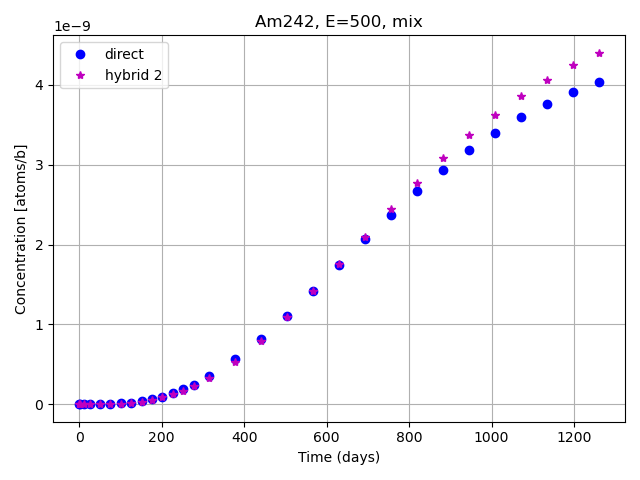 Am242, E=500, mix
1e−9
direct
hybrid 2
4
3
2
1
0
Concentration [atoms/b]
0 200 400 600 800 1000 1200
Time (days)